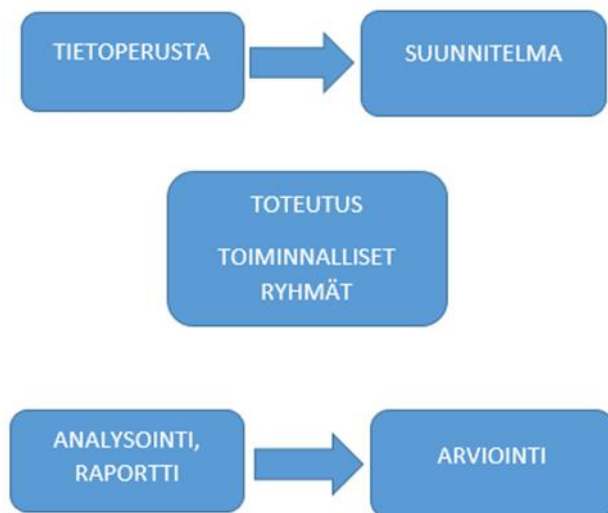 TIETOPERUSTA
SUUNNITELMA
TOTEUTUS
TOIMINNALLISET
RYHMÄT
ANALYSOINTI,
RAPORTTI
ARVIOINTI